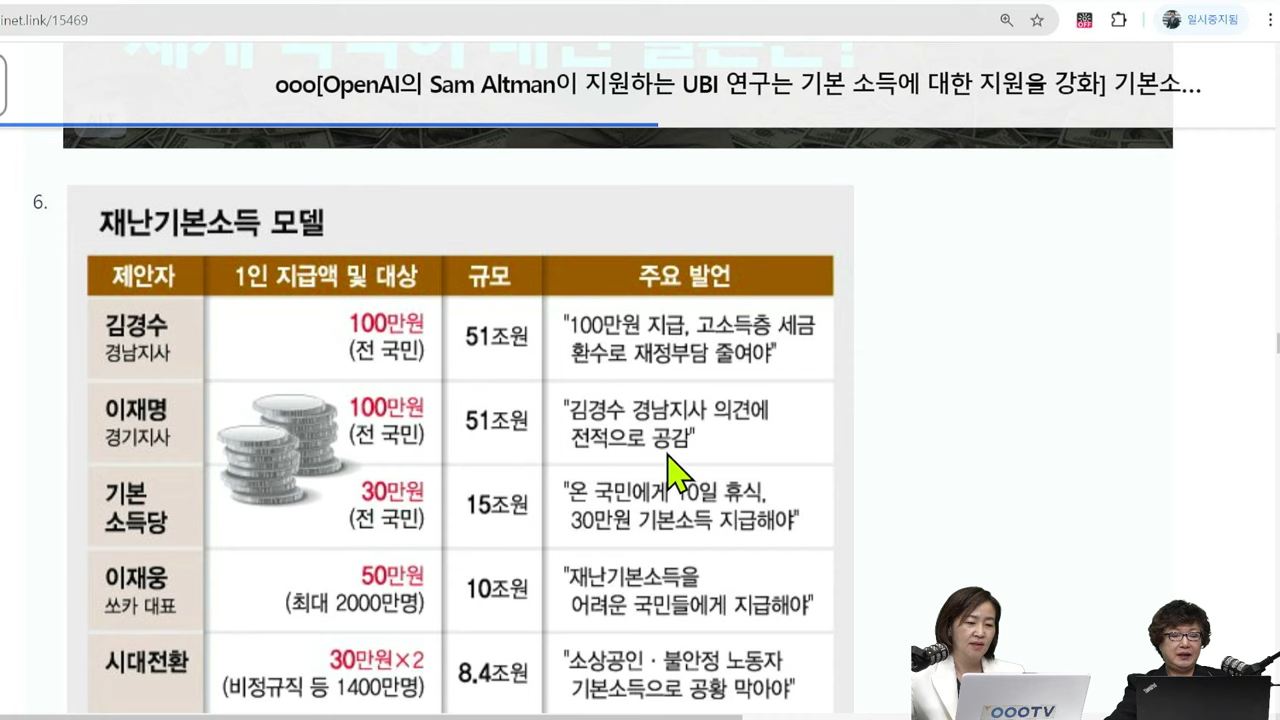 inet.link/15469
일시중지됨
ooo[OpenAI의 Sam Altman이 지원하는 UBI 연구는 기본 소득에 대한 지원을 강화] 기본소...
6.
재난기본소득 모델
제안자 1인 지급액 및 대상 규모 주요 발언
김경수 경남지사
100만원
(전 국민)
51조원
"100만원 지급, 고소득층 세금
환수로 재정부담 줄여야"
이재명
경기지사
100만원
(전 국민)
51조원
"김경수 경남지사 의견에
전적으로 공감"
기본
소득당
30만원
(전 국민)
15조원
"온 국민에게 10일 휴식,
30만원 기본소득 지급해야"
이재웅
쏘카 대표
50만원
(최대 2000만명)
10조원
"재난기본소득을
어려운 국민들에게 지급해야"
시대전환
30만원×2
(비정규직 등 1400만명)
8.4조원
"소상공인·불안정 노동자
기본소득으로 공황 막아야"
OOOTV
ThinkPad